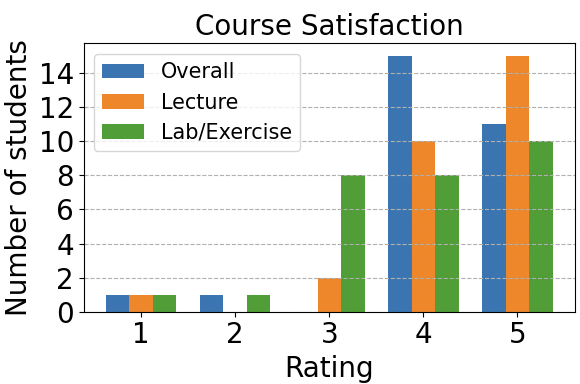 Course Satisfaction
Number of students
14
12
10
8
6
4
2
0
Overall
Lecture
Lab/Exercise
1 2 3 4 5
Rating